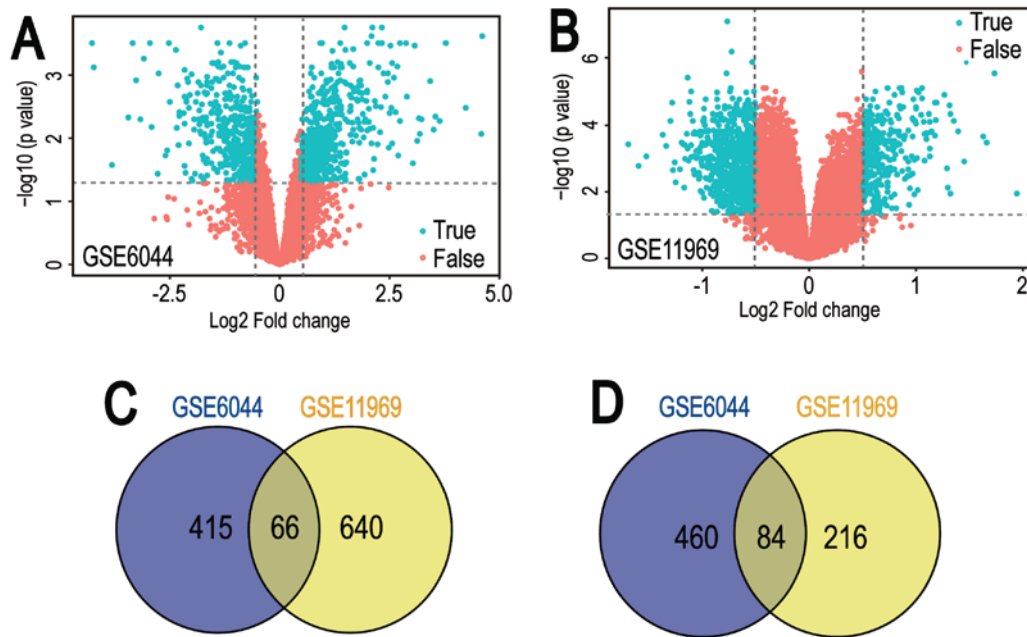 A
−log10 (p value)
3
2
1
0
GSE6044
True
False
-2.5
0
2.5
5.0
Log2 Fold change
B
−log10 (p value)
6
4
2
0
True
False
GSE11969
-1
0
1
2
Log2 Fold change
C
GSE6044
GSE11969
415
66
640
D
GSE6044
GSE11969
460
84
216